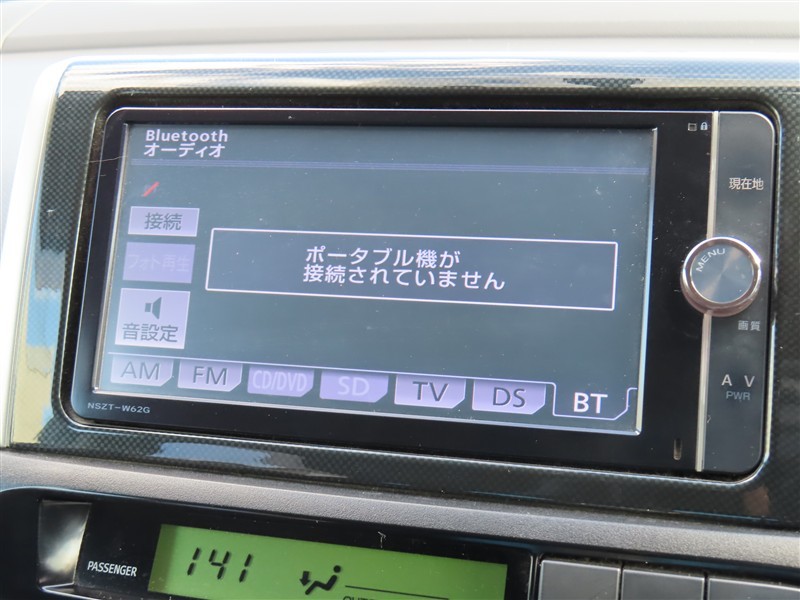 Bluetooth
オーディオ
接続
フォト再生
音設定
ポータブル機が
接続されていません
AM FM CD/DVD SD TV DS BT
NSZT-W62G
現在地
MENU
画質
A V
PWR
PASSENGER
141